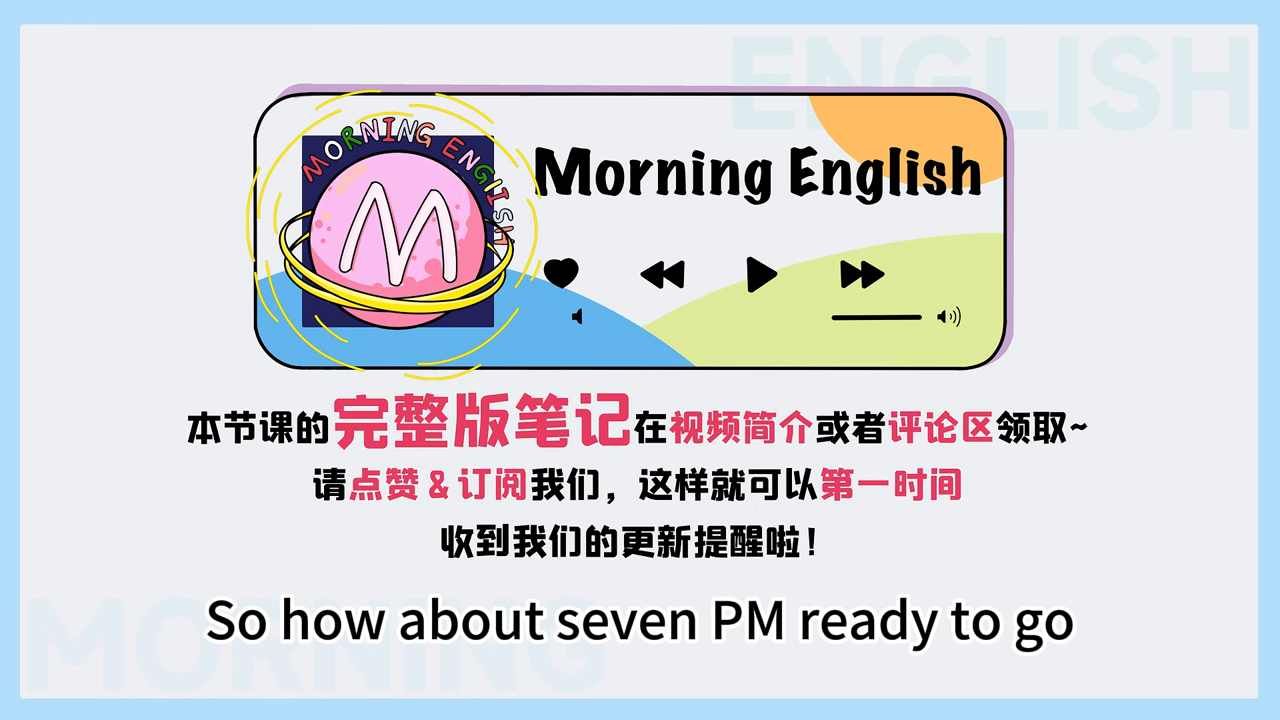 ENGLISH
MORNING ENGlISH
M
Morning English
本节课的完整版笔记在视频简介或者评论区领取~
请点赞&订阅我们，这样就可以第一时间
收到我们的更新提醒啦！
So how about seven PM ready to go
MORNING